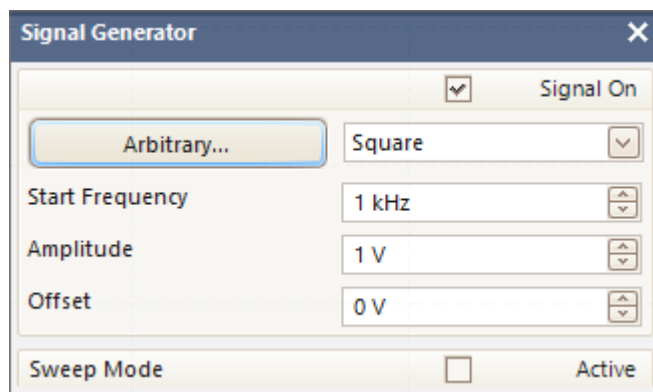 Signal Generator
Signal On
Arbitrary... Square
Start Frequency 1 kHz
Amplitude 1 V
Offset 0 V
Sweep Mode Active